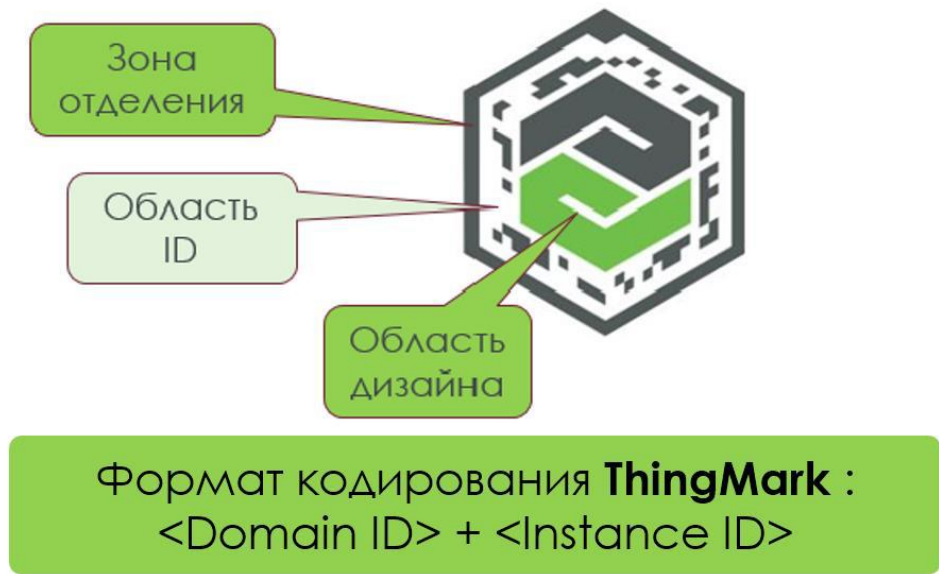 Зона
отделения
Область
ID
Область
дизайна
Формат кодирования ThingMark :
<Domain ID> + <Instance ID>